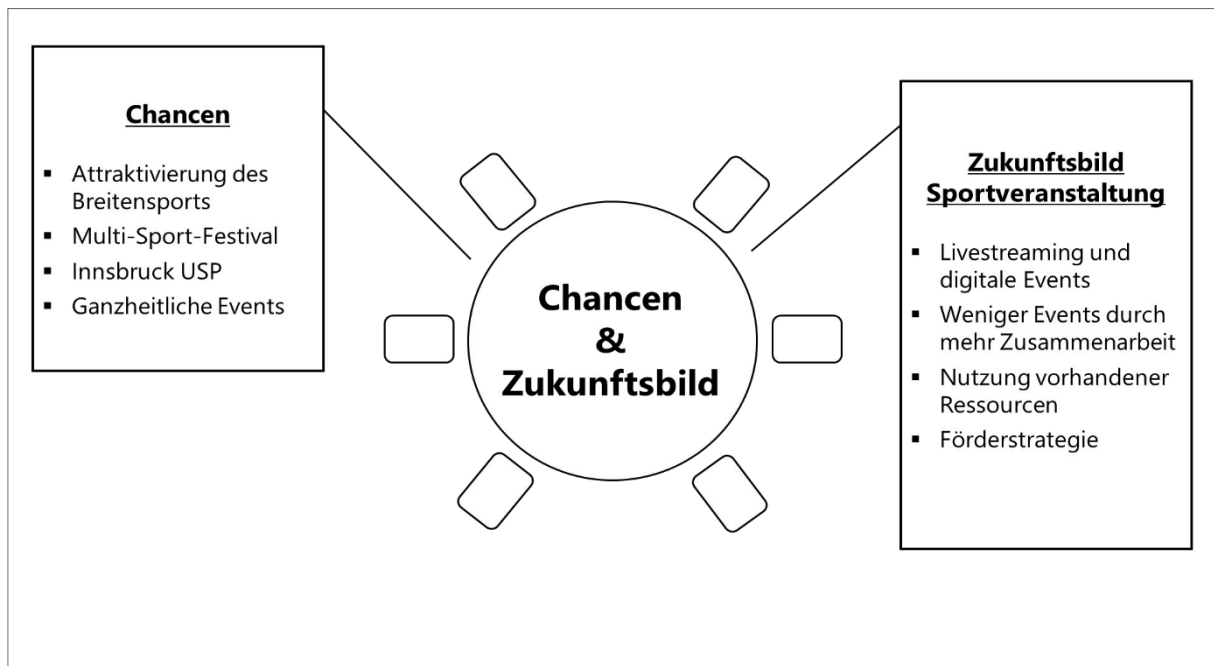 Chancen
▪ Attraktivierung des
Breitensports
▪ Multi-Sport-Festival
▪ Innsbruck USP
▪ Ganzheitliche Events
Chancen
&
Zukunftsbild
Zukunftsbild
Sportveranstaltung
▪ Livestreaming und
digitale Events
▪ Weniger Events durch
mehr Zusammenarbeit
▪ Nutzung vorhandener
Ressourcen
▪ Förderstrategie